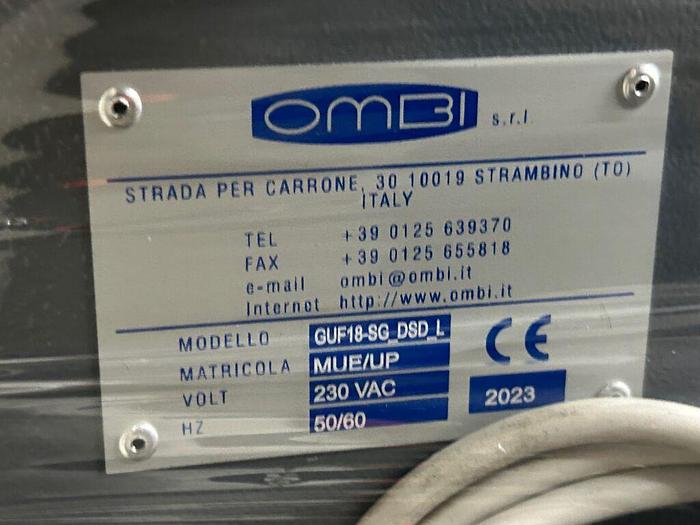 OMBI s.r.l
STRADA PER CARRONE, 30 10019 STRAMBINO (TO)
ITALY
TEL +39 0125 639370
FAX +39 0125 655818
e-mail ombi@ombi.it
Internet http://www.ombi.it
MODELLO GUF18-SG_DSD_L
MATRICOLA MUE/UP
VOLT 230 VAC
HZ 50/60
CE
2023